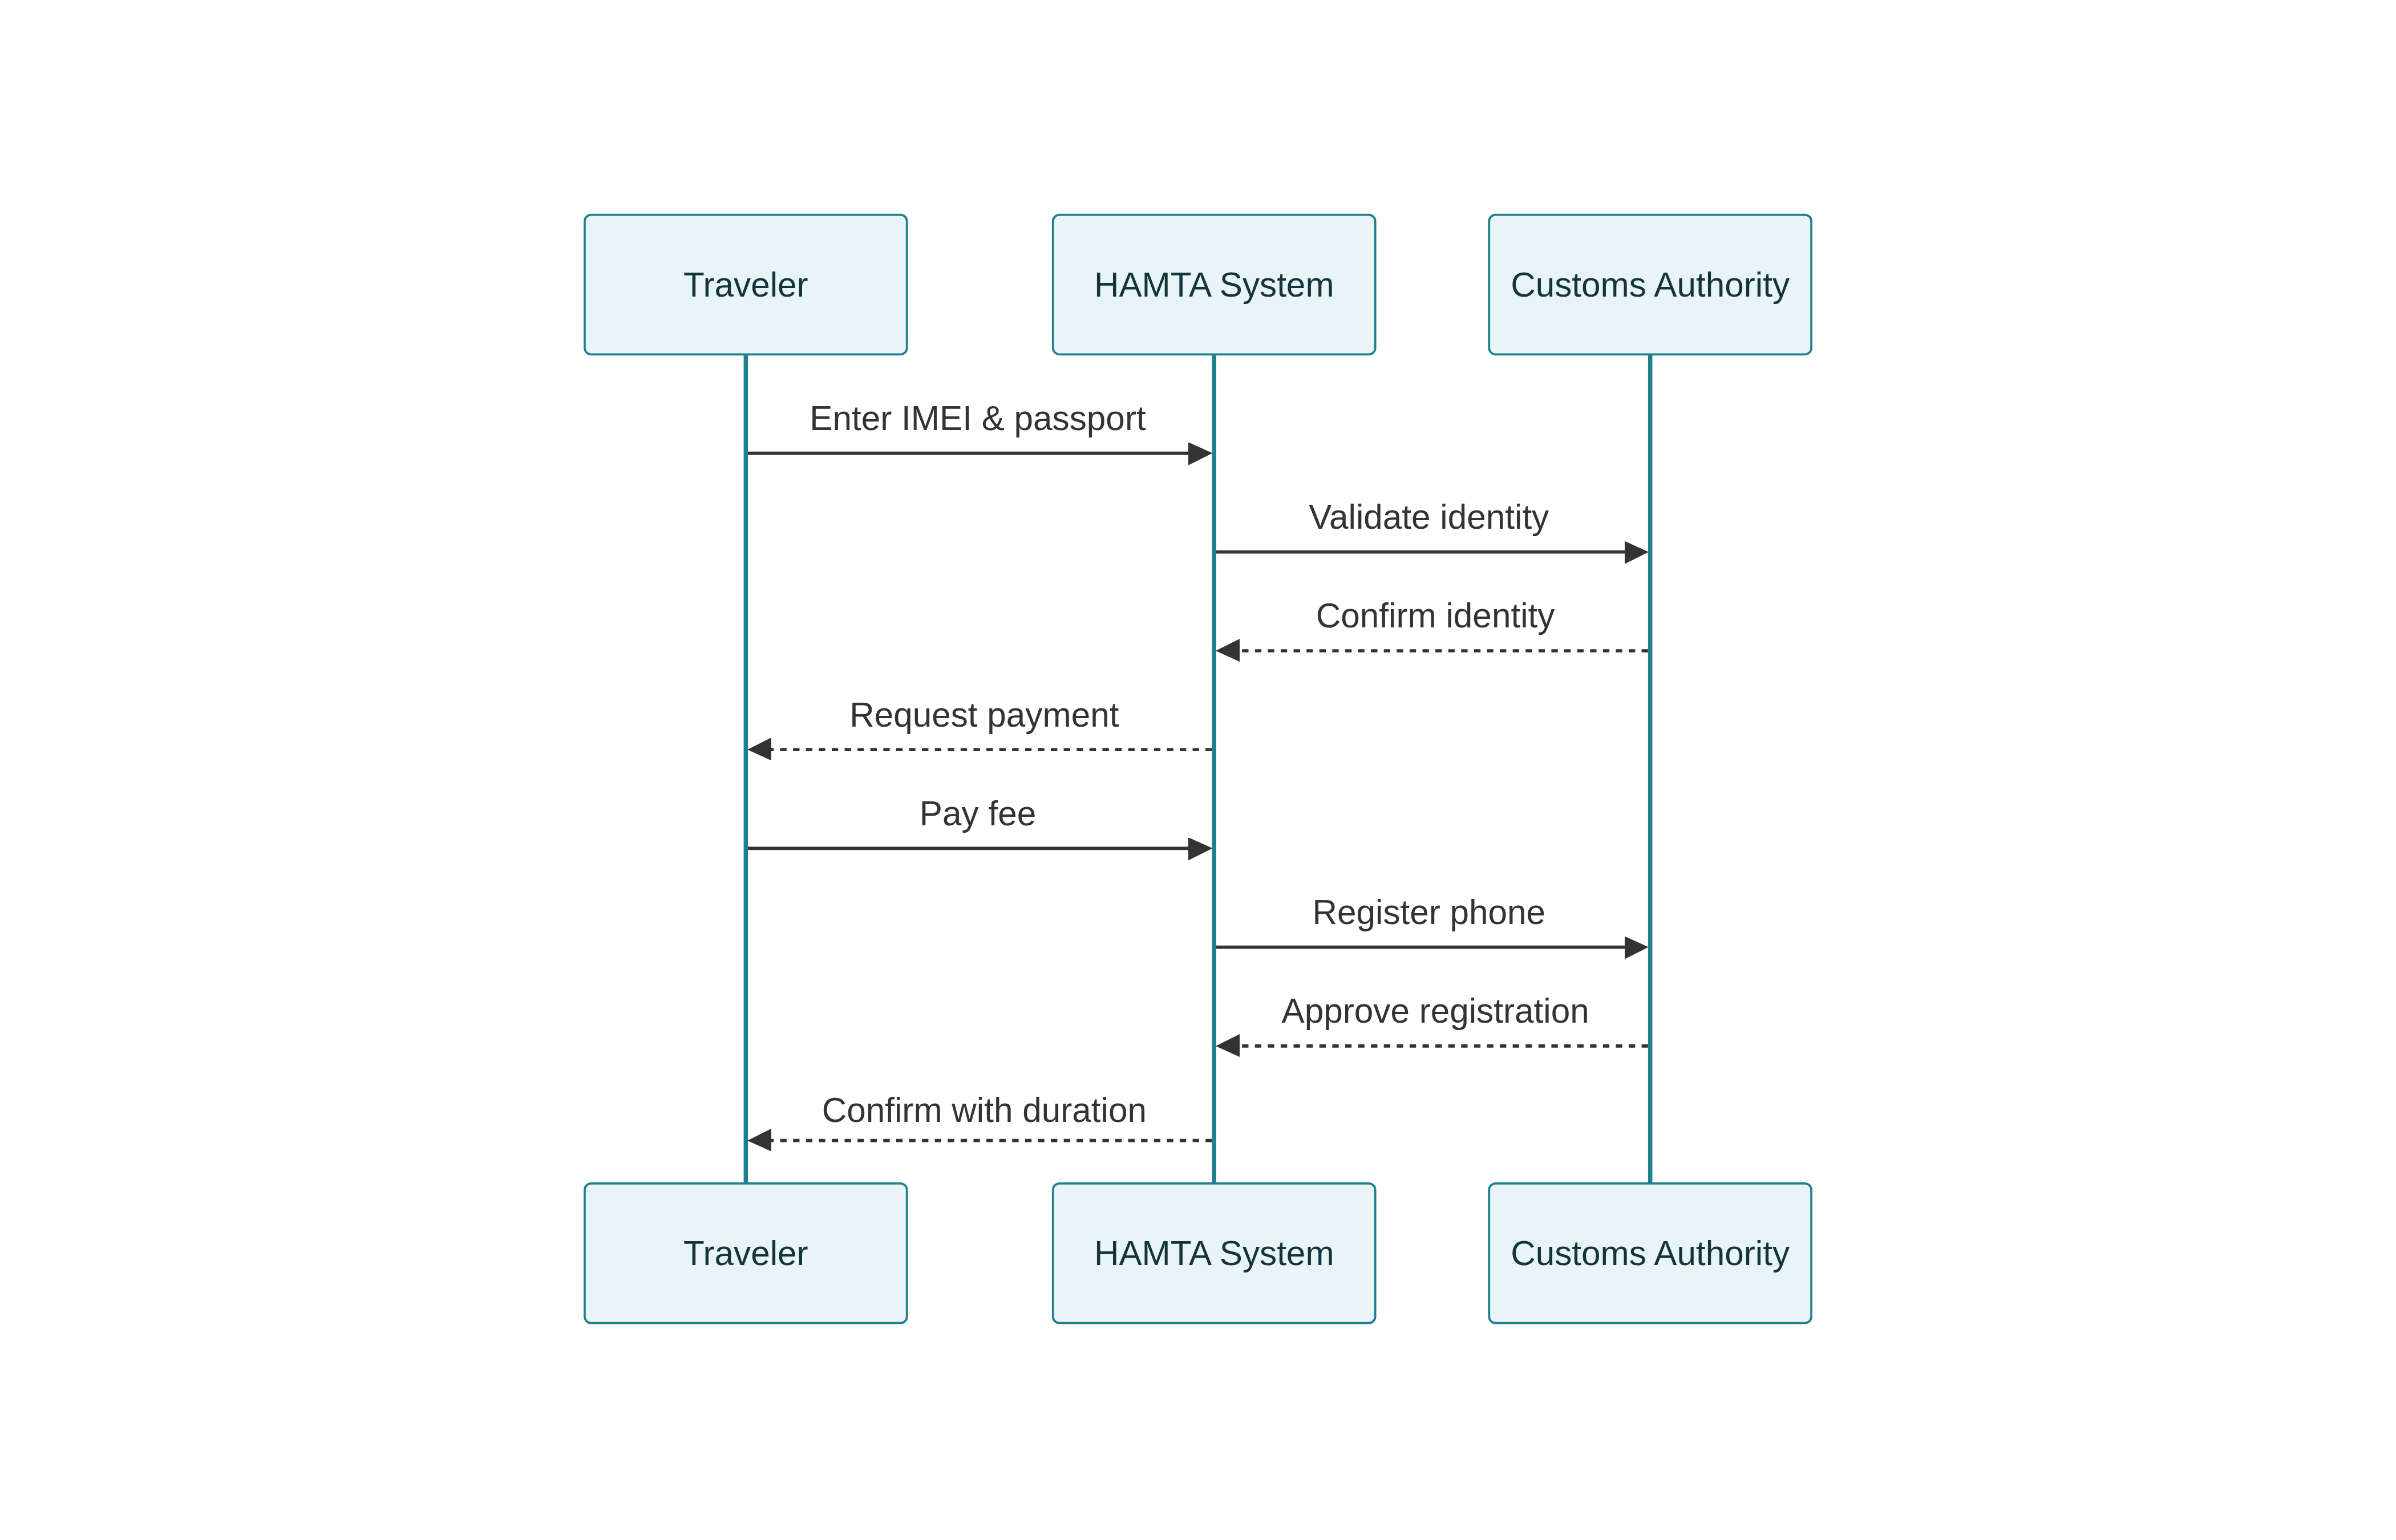 Traveler
HAMTA System
Customs Authority
Enter IMEI & passport
Validate identity
Confirm identity
Request payment
Pay fee
Register phone
Approve registration
Confirm with duration
Traveler
HAMTA System
Customs Authority